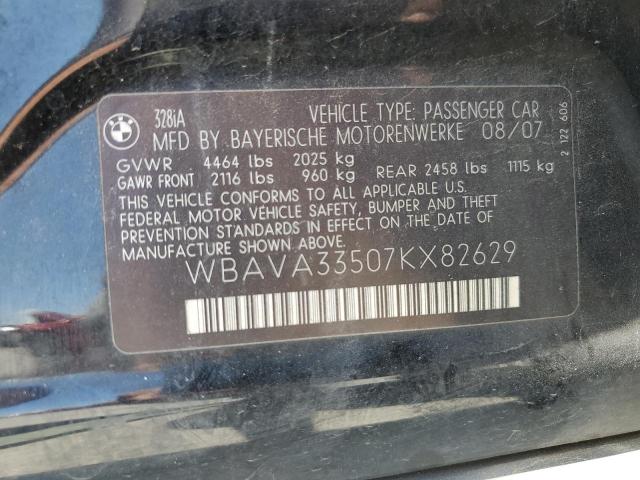 328iA VEHICLE TYPE: PASSENGER CAR
MFD BY BAYERISCHE MOTORENWERKE 08/07
GVWR 4464 lbs 2025 kg
GAWR FRONT 2116 lbs 960 kg REAR 2458 lbs 1115 kg
THIS VEHICLE CONFORMS TO ALL APPLICABLE U.S.
FEDERAL MOTOR VEHICLE SAFETY, BUMPER AND THEFT
PREVENTION STANDARDS IN EFFECT ON THE DATE OF
MANUFACTURE SHOWN ABOVE.
WBAVA33507KX82629
2 122 606